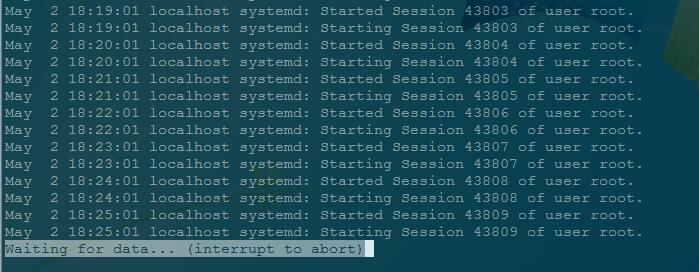 May  2 18:19:01 localhost systemd: Started Session 43803 of user root.
May  2 18:19:01 localhost systemd: Starting Session 43803 of user root.
May  2 18:20:01 localhost systemd: Started Session 43804 of user root.
May  2 18:20:01 localhost systemd: Starting Session 43804 of user root.
May  2 18:21:01 localhost systemd: Started Session 43805 of user root.
May  2 18:21:01 localhost systemd: Starting Session 43805 of user root.
May  2 18:22:01 localhost systemd: Started Session 43806 of user root.
May  2 18:22:01 localhost systemd: Starting Session 43806 of user root.
May  2 18:23:01 localhost systemd: Started Session 43807 of user root.
May  2 18:23:01 localhost systemd: Starting Session 43807 of user root.
May  2 18:24:01 localhost systemd: Started Session 43808 of user root.
May  2 18:24:01 localhost systemd: Starting Session 43808 of user root.
May  2 18:25:01 localhost systemd: Started Session 43809 of user root.
May  2 18:25:01 localhost systemd: Starting Session 43809 of user root.
Waiting for data... (interrupt to abort)